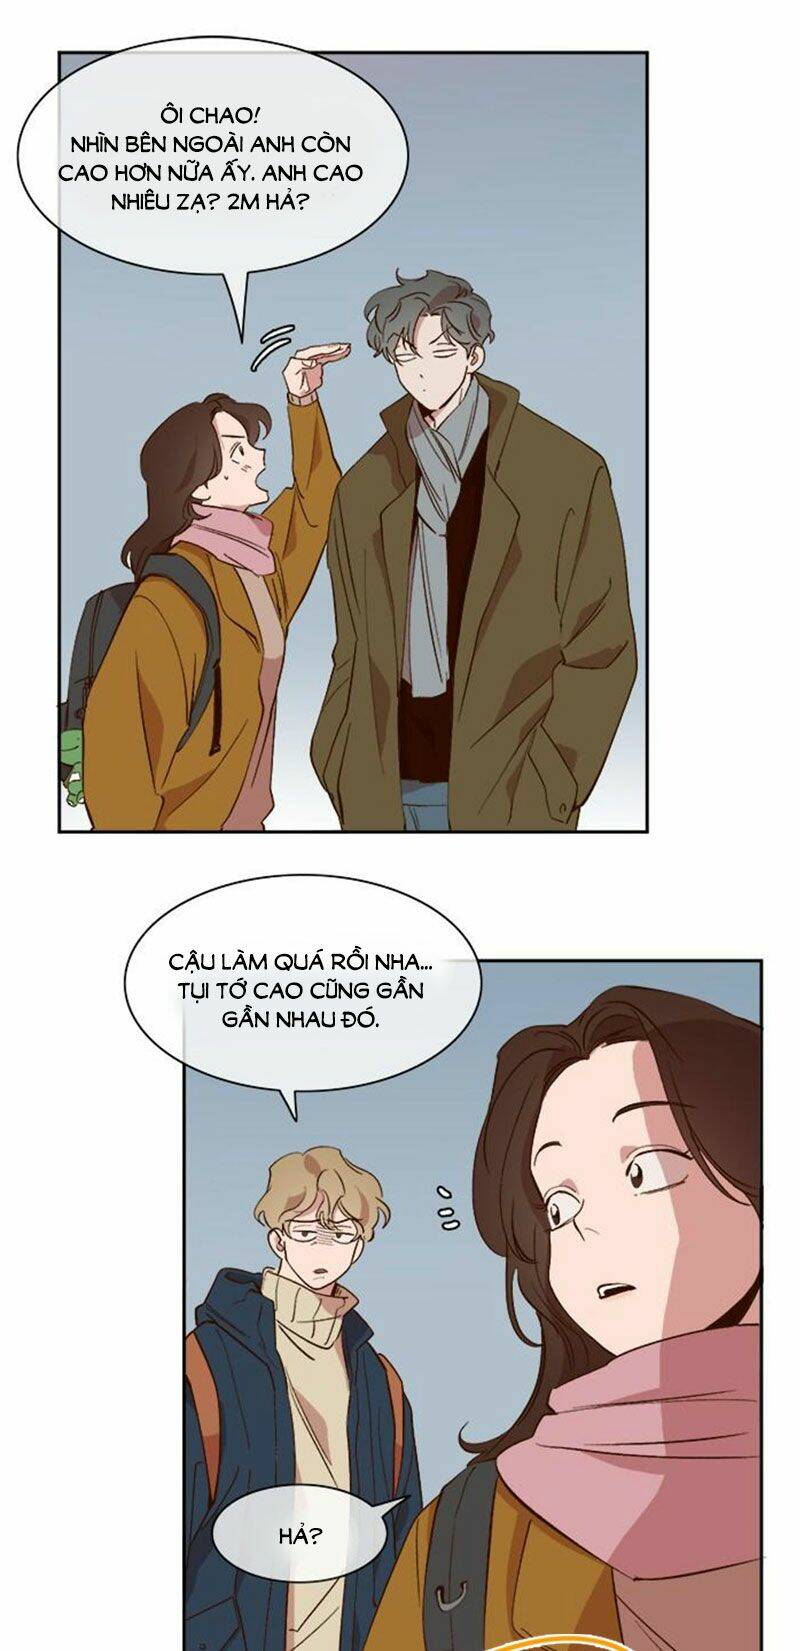 ÔI CHAO!
NHÌN BÊN NGOÀI ANH CÒN
CAO HƠN NỮA ẤY. ANH CAO
NHIÊU ZẠ? 2M HẢ?
CẬU LÀM QUÁ RỒI NHA...
TỤI TỚ CAO CŨNG GẦN
GẦN NHAU ĐÓ.
HẢ?